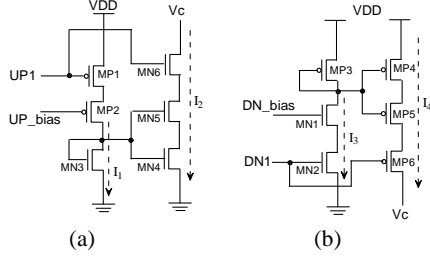 VDD
Vc
VDD
UP1
MP1
MN6
MP3
MP4
I2
UP_bias
MP2
MN5
DN_bias
MN1
MP5
I4
I3
MN3
MN4
I1
DN1
MN2
MP6
Vc
(a)
(b)